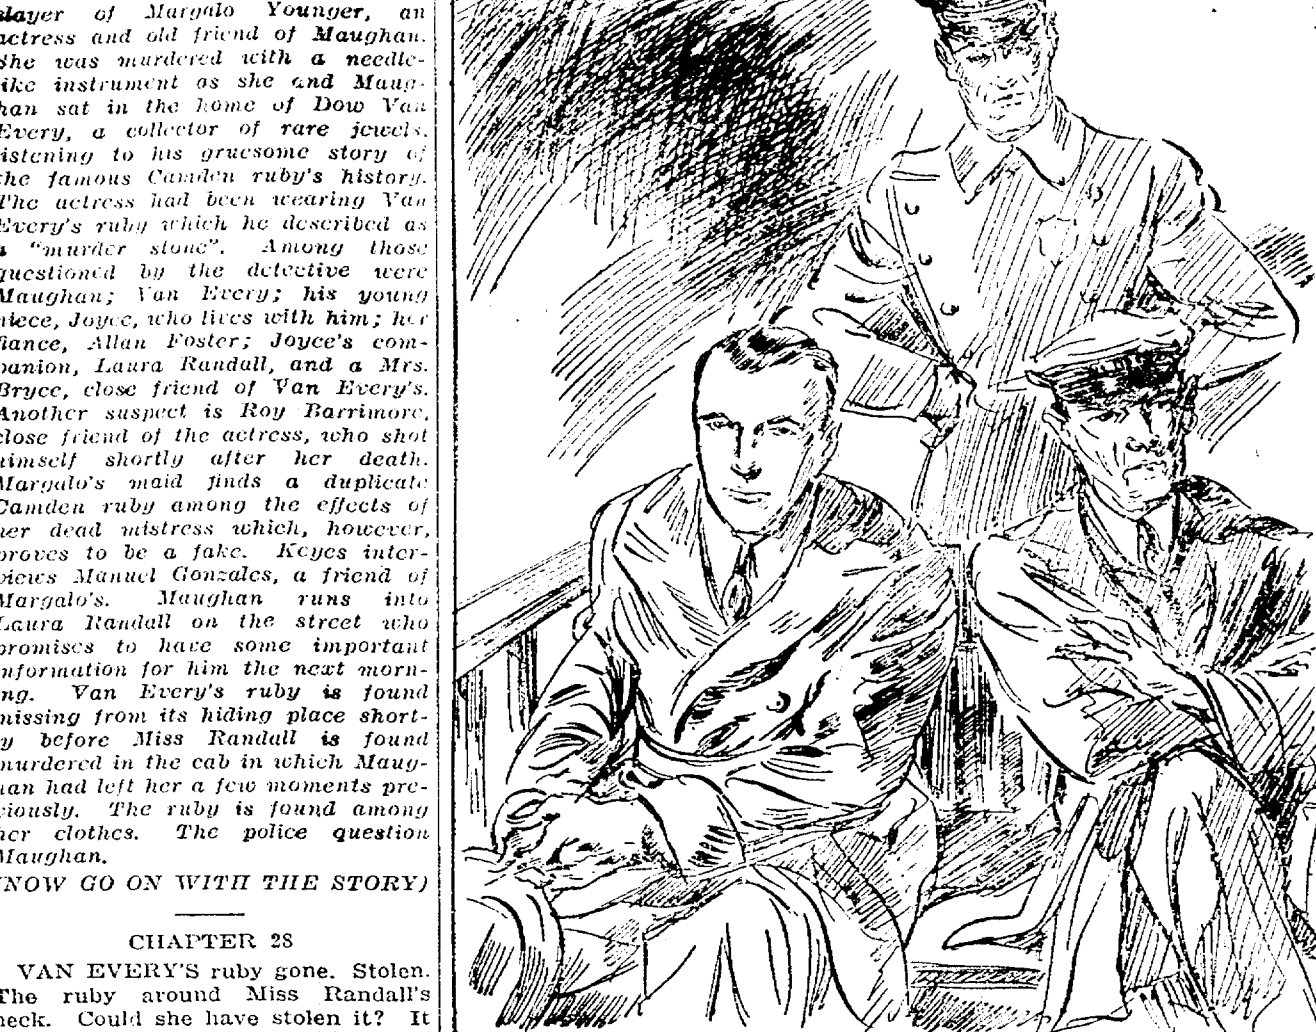 slayer of Margalo Younger, an
actress and old friend of Maughan.
She was murdered with a needle-
like instrument as she and Maug-
han sat in the home of Dow Van
Every, a collector of rare jewels,
listening to his gruesome story of
the famous Camden ruby's history.
The actress had been wearing Van
Every's ruby which he described as
a "murder stone". Among those
questioned by the detective were
Maughan; Van Every; his young
niece, Joyce, who lives with him; her
fiance, Allan Foster; Joyce's com-
panion, Laura Randall, and a Mrs.
Bryce, close friend of Van Every's.
Another suspect is Roy Barrimore,
close friend of the actress, who shot
himself shortly after her death.
Margalo's maid finds a duplicate
Camden ruby among the effects of
her dead mistress which, however,
proves to be a fake. Keyes inter-
views Manuel Gonzales, a friend of
Margalo's. Maughan runs into
Laura Randall on the street who
promises to have some important
information for him the next morn-
ing. Van Every's ruby is found
missing from its hiding place short-
ly before Miss Randall is found
murdered in the cab in which Maug-
han had left her a few moments pre-
viously. The ruby is found among
her clothes. The police question
Maughan.
(NOW GO ON WITH THE STORY)
CHAPTER 28
VAN EVERY'S ruby gone. Stolen.
The ruby around Miss Randall's
neck. Could she have stolen it? It